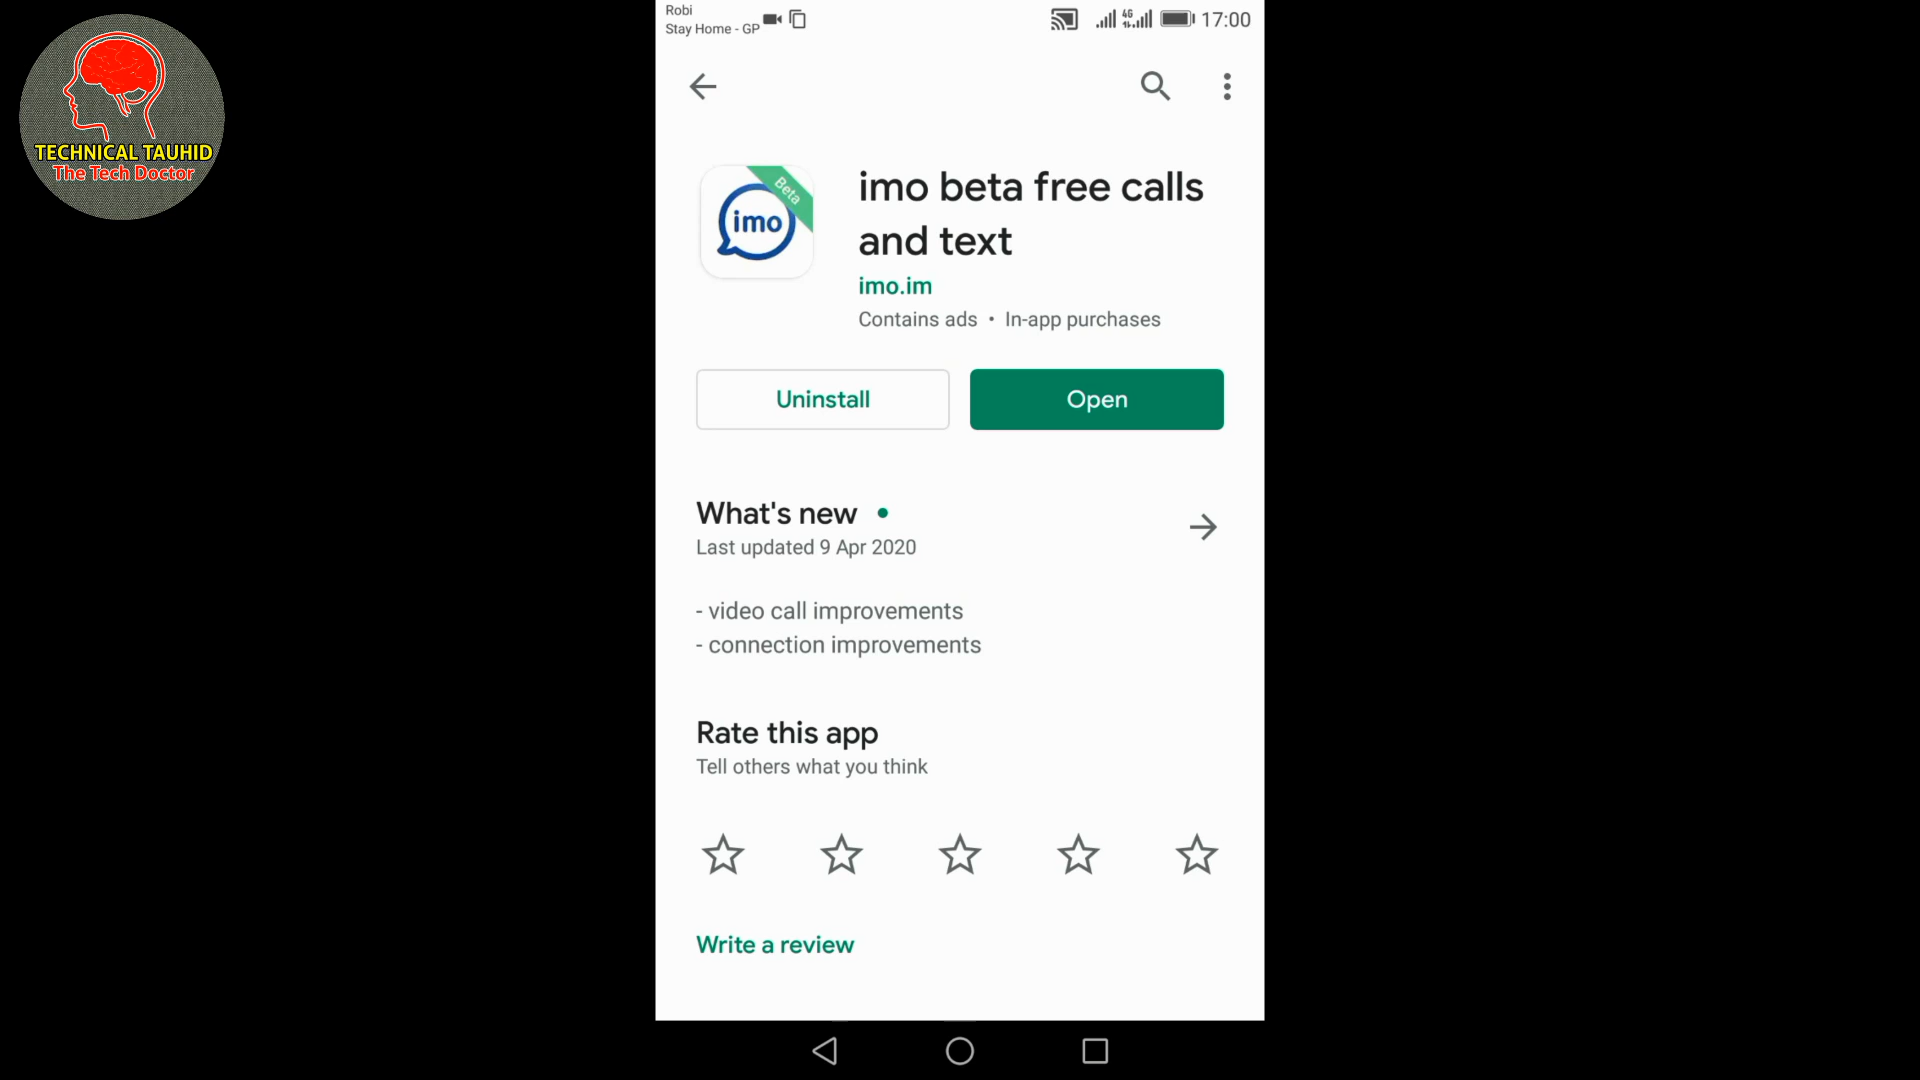 TECHNICAL TAUHID
The Tech Doctor
Robi
Stay Home - GP
4G
17:00
Beta
imo
imo beta free calls
and text
imo.im
Contains ads • In-app purchases
Uninstall
Open
What's new
Last updated 9 Apr 2020
- video call improvements
- connection improvements
Rate this app
Tell others what you think
Write a review